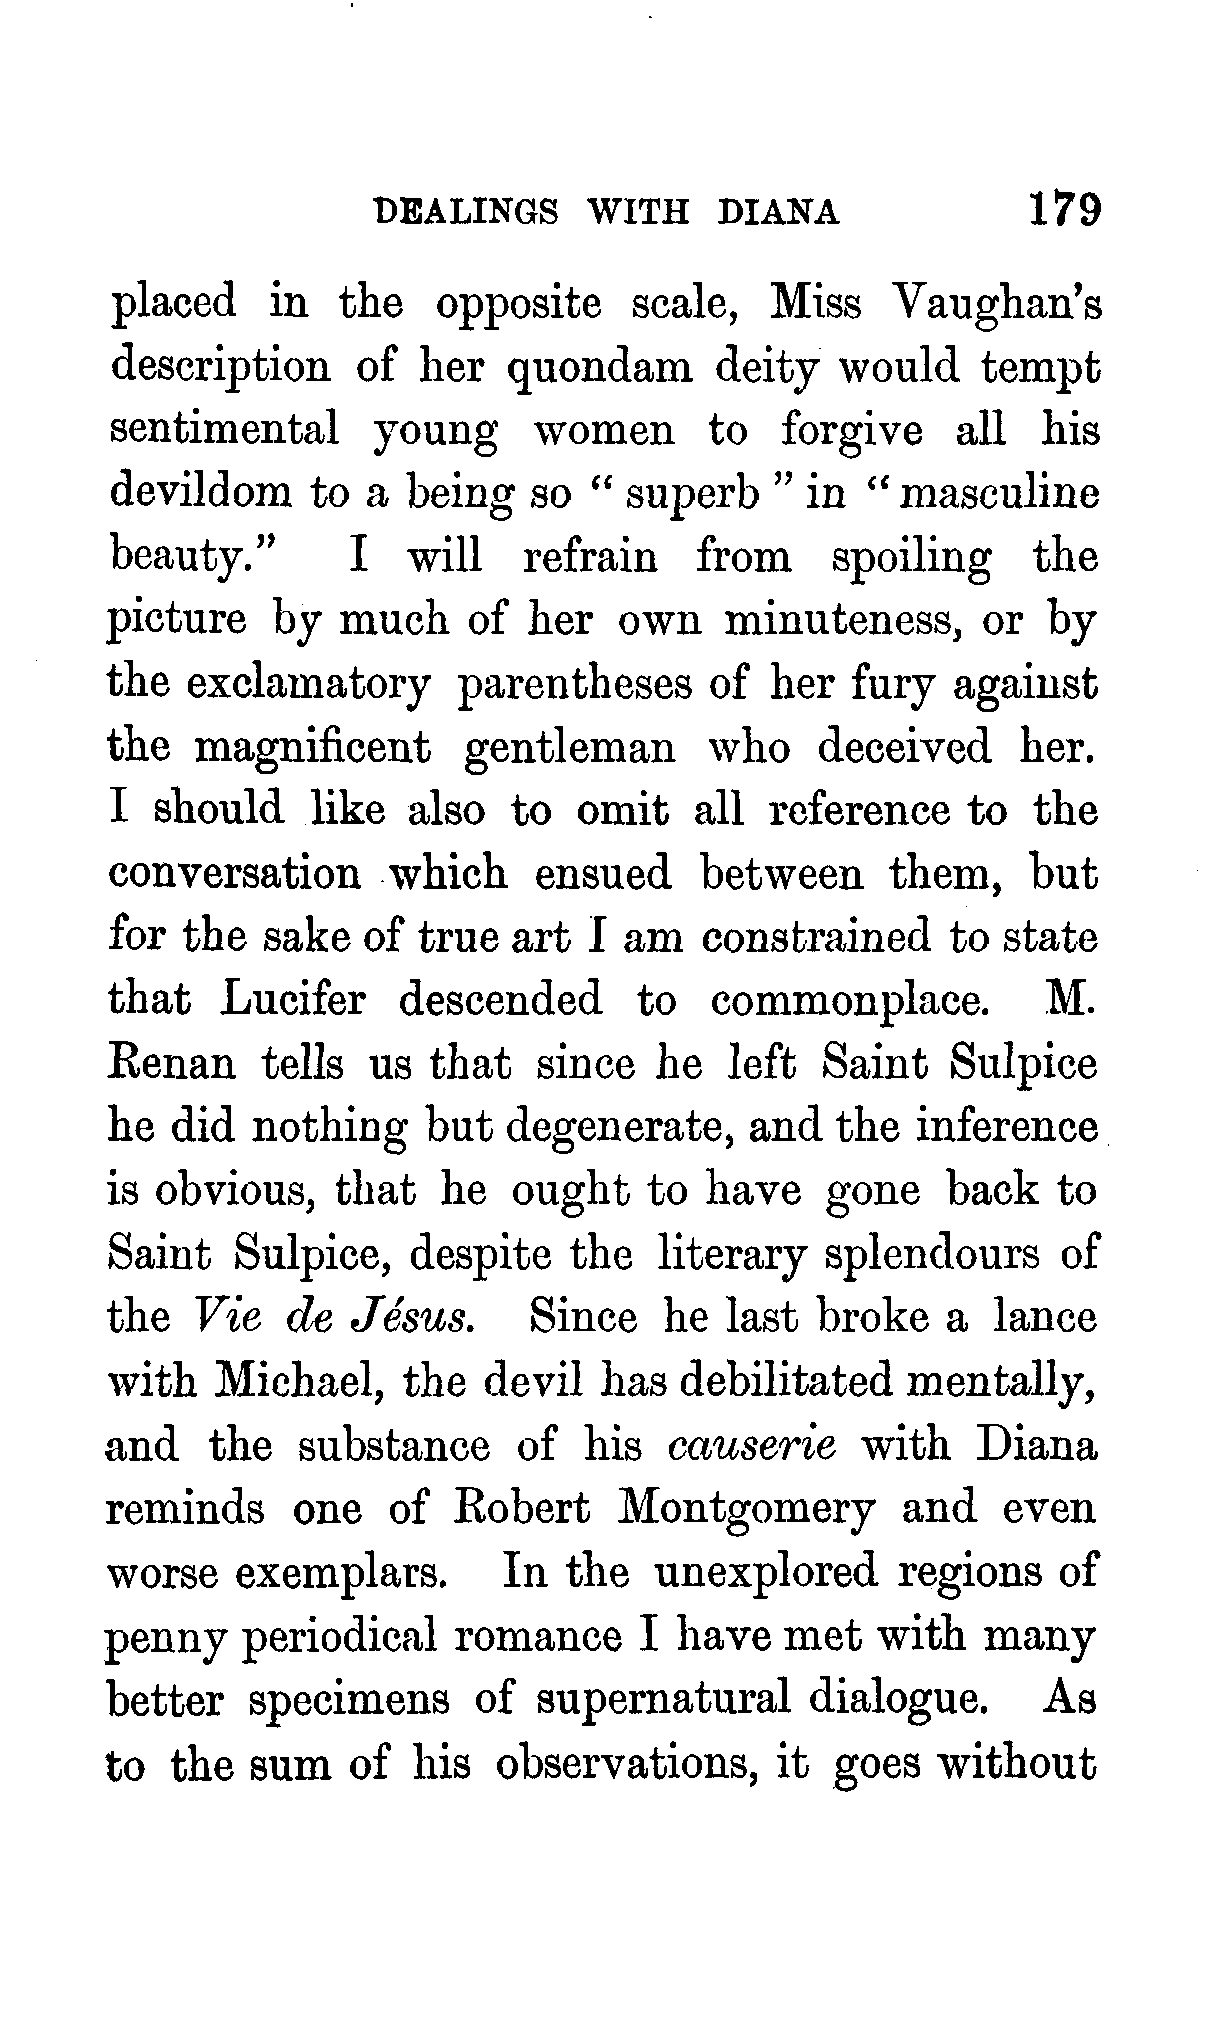 DEALINGS WITH DIANA 179
placed in the opposite scale, Miss Vaughan's
description of her quondam deity would tempt
sentimental young women to forgive all his
devildom to a being so " superb " in " masculine
beauty." I will refrain from spoiling the
picture by much of her own minuteness, or by
the exclamatory parentheses of her fury against
the magnificent gentleman who deceived her.
I should like also to omit all reference to the
conversation which ensued between them, but
for the sake of true art I am constrained to state
that Lucifer descended to commonplace. M.
Renan tells us that since he left Saint Sulpice
he did nothing but degenerate, and the inference
is obvious, that he ought to have gone back to
Saint Sulpice, despite the literary splendours of
the Vie de Jésus. Since he last broke a lance
with Michael, the devil has debilitated mentally,
and the substance of his causerie with Diana
reminds one of Robert Montgomery and even
worse exemplars. In the unexplored regions of
penny periodical romance I have met with many
better specimens of supernatural dialogue. As
to the sum of his observations, it goes without